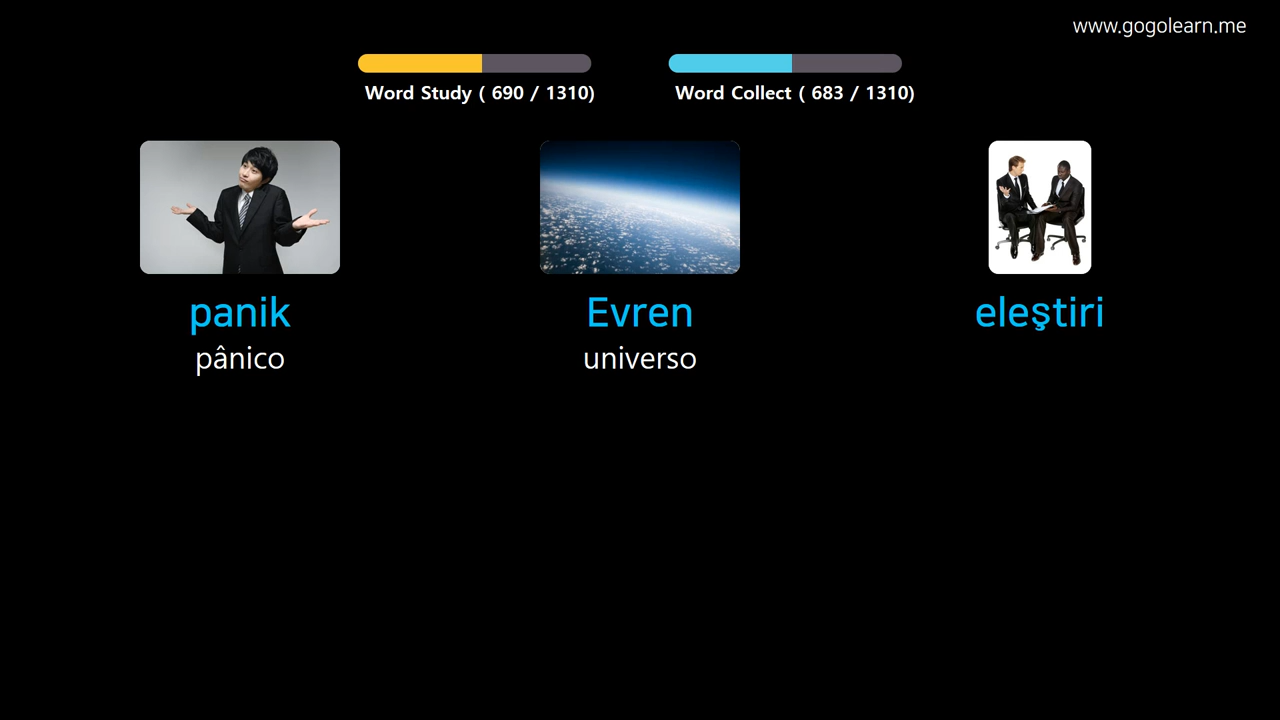 www.gogolearn.me
Word Study ( 690 / 1310)
Word Collect ( 683 / 1310)
panik
pânico
Evren
universo
eleştiri